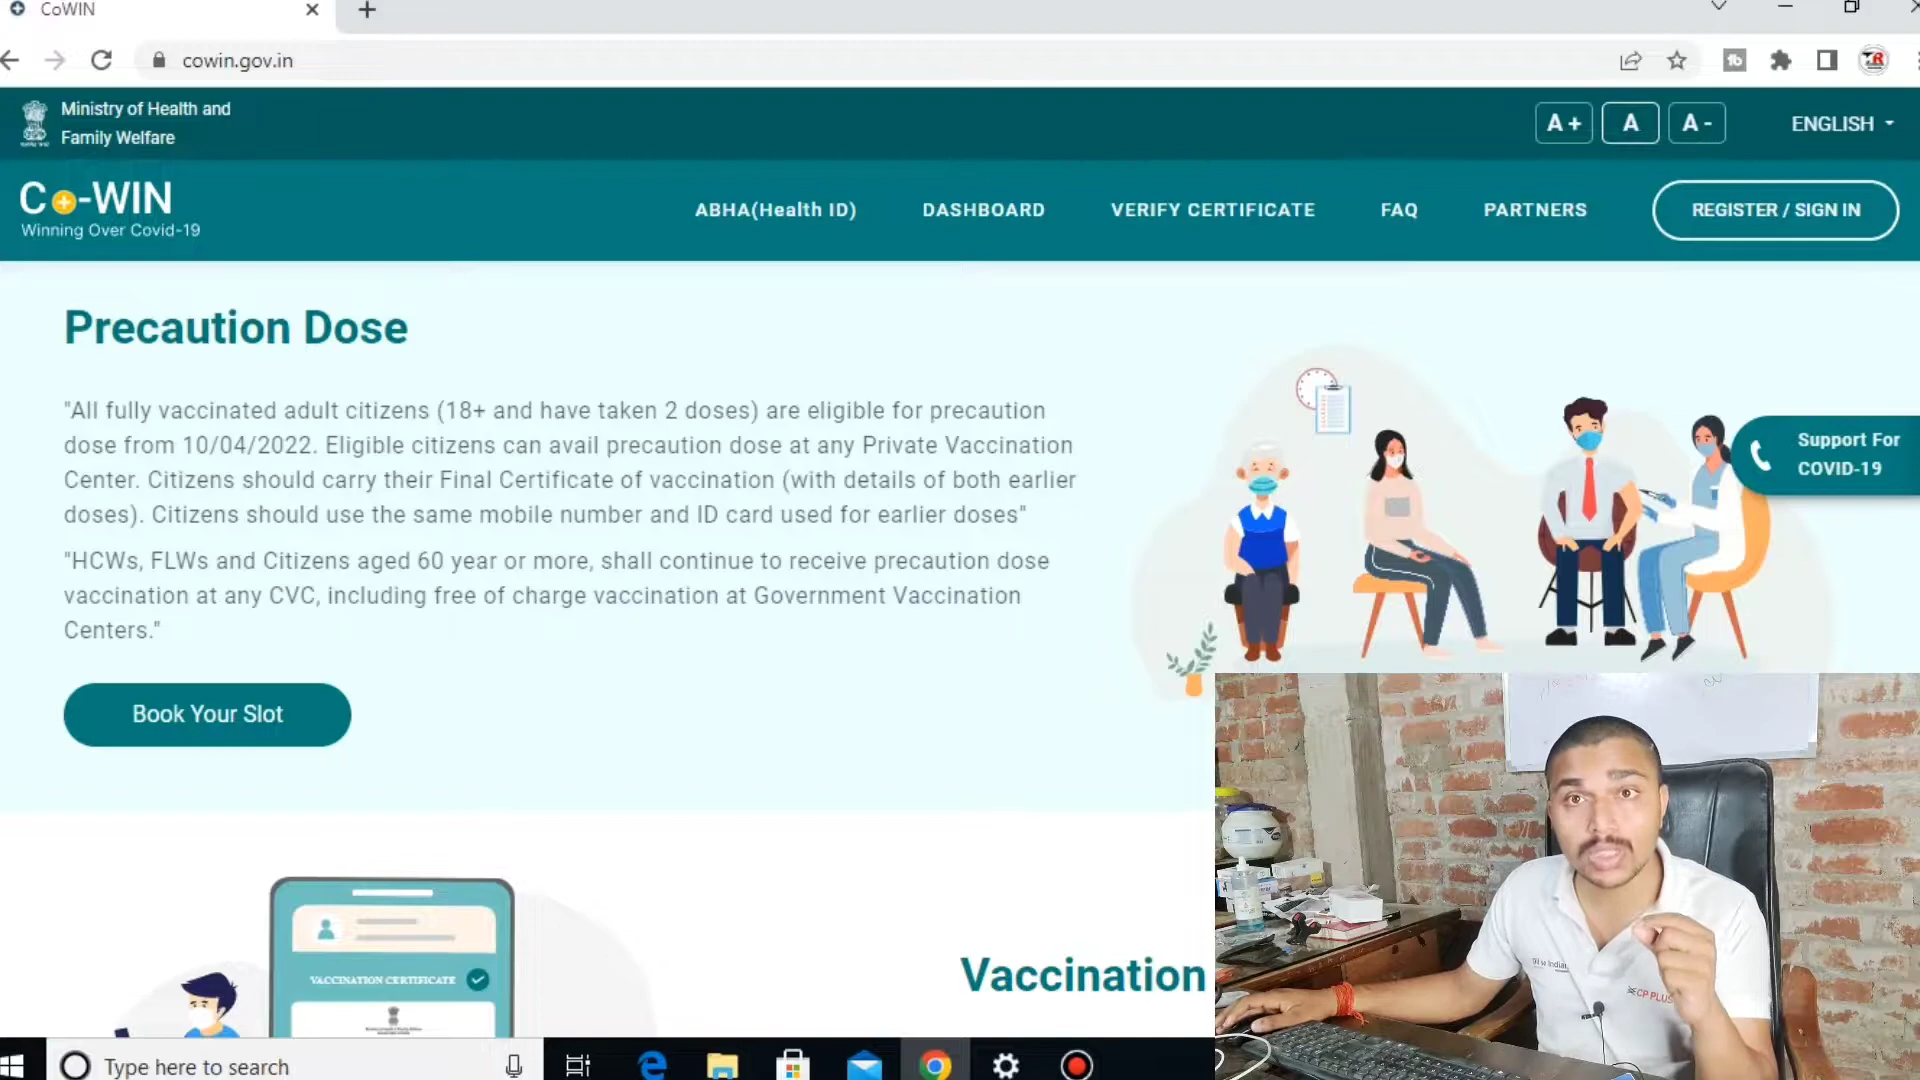 CoWIN
cowin.gov.in
Ministry of Health and
Family Welfare
A+ A A-
ENGLISH
Co-WIN
Winning Over Covid-19
ABHA(Health ID)
DASHBOARD
VERIFY CERTIFICATE
FAQ
PARTNERS
REGISTER / SIGN IN
Precaution Dose
"All fully vaccinated adult citizens (18+ and have taken 2 doses) are eligible for precaution
dose from 10/04/2022. Eligible citizens can avail precaution dose at any Private Vaccination
Center. Citizens should carry their Final Certificate of vaccination (with details of both earlier
doses). Citizens should use the same mobile number and ID card used for earlier doses"
"HCWs, FLWs and Citizens aged 60 year or more, shall continue to receive precaution dose
vaccination at any CVC, including free of charge vaccination at Government Vaccination
Centers."
Book Your Slot
Support For
COVID-19
VACCINATION CERTIFICATE
Vaccination
CP PLUS
Type here to search